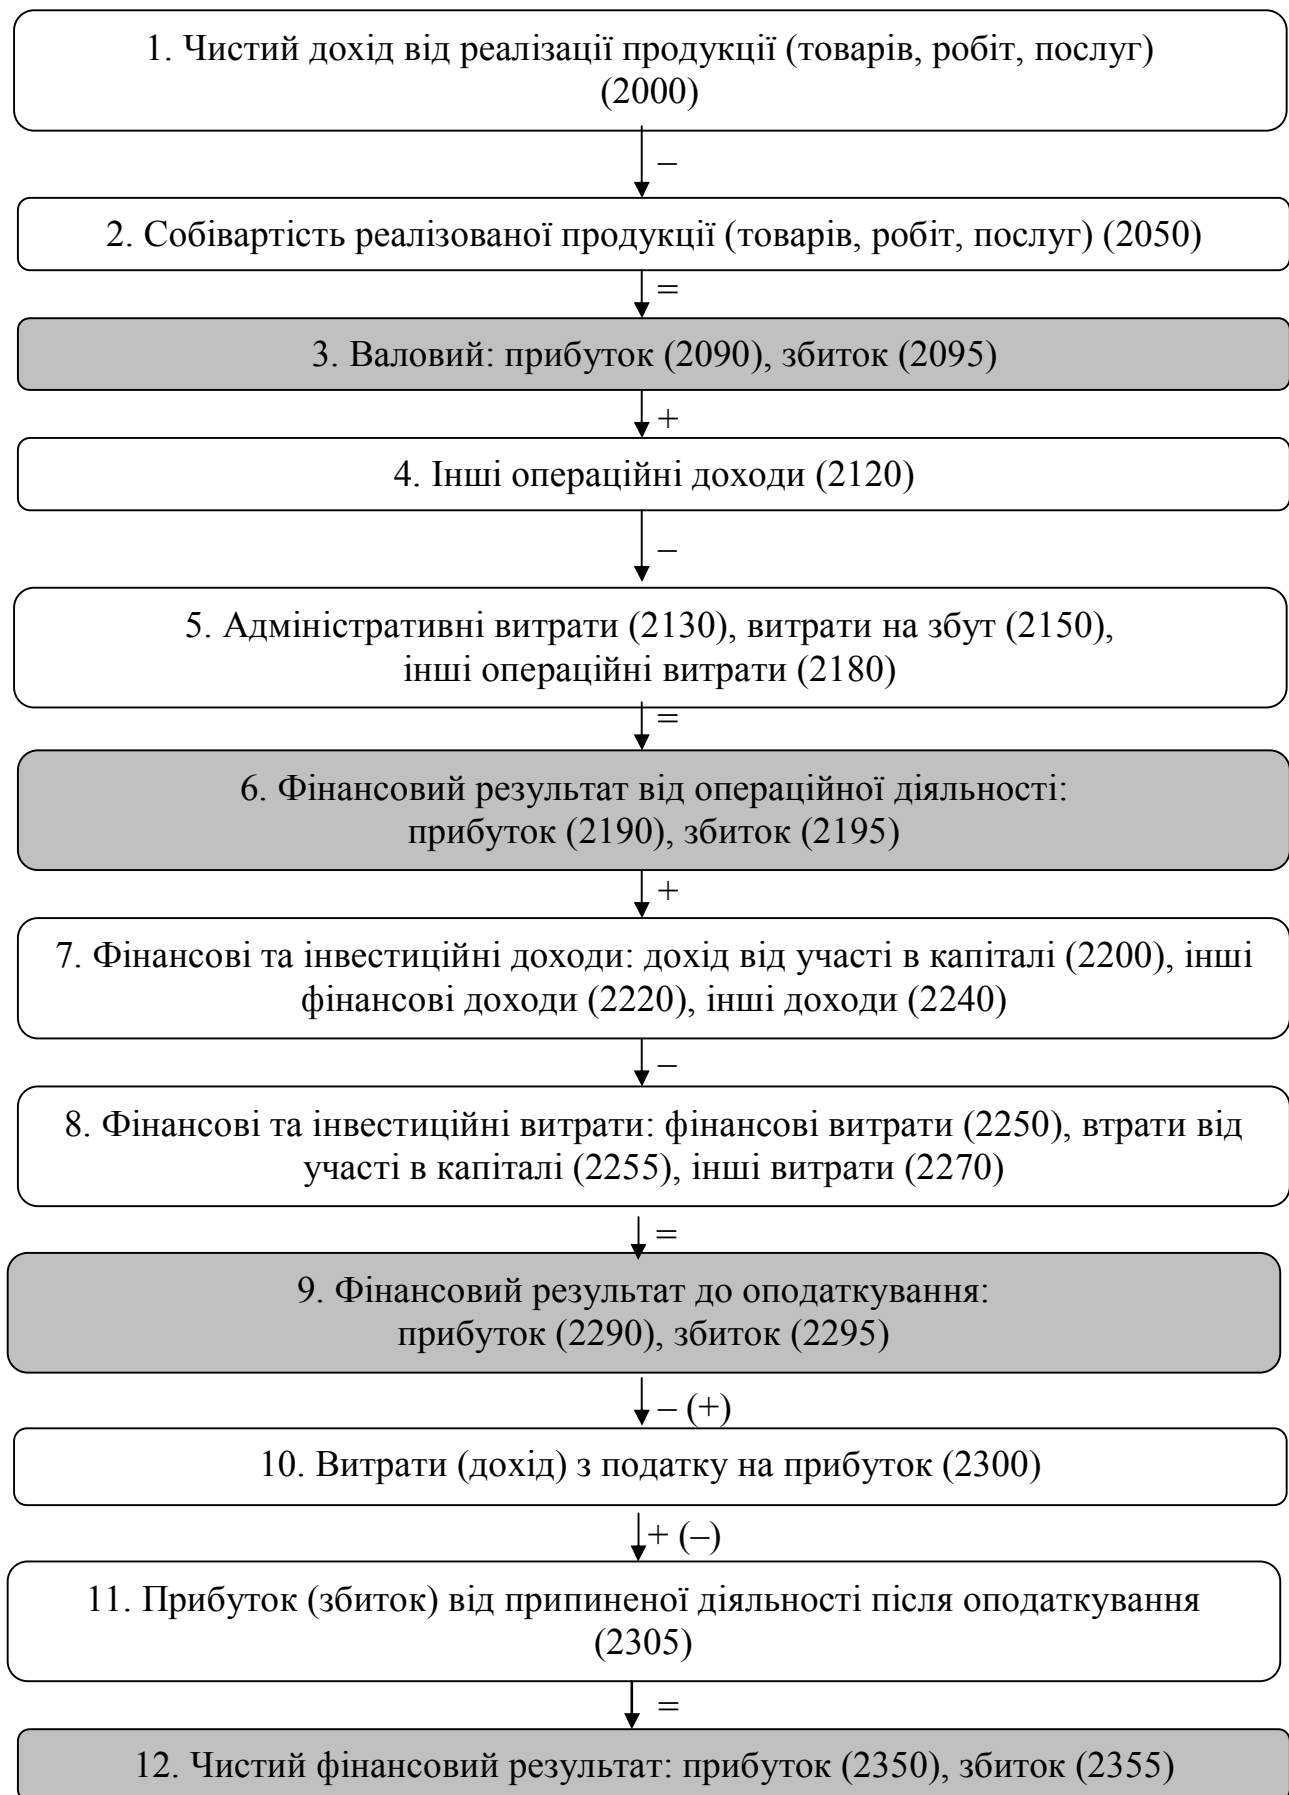 1. Чистий дохід від реалізації продукції (товарів, робіт, послуг)
(2000)
–
2. Собівартість реалізованої продукції (товарів, робіт, послуг) (2050)
=
3. Валовий: прибуток (2090), збиток (2095)
+
4. Інші операційні доходи (2120)
–
5. Адміністративні витрати (2130), витрати на збут (2150),
інші операційні витрати (2180)
=
6. Фінансовий результат від операційної діяльності:
прибуток (2190), збиток (2195)
+
7. Фінансові та інвестиційні доходи: дохід від участі в капіталі (2200), інші
фінансові доходи (2220), інші доходи (2240)
–
8. Фінансові та інвестиційні витрати: фінансові витрати (2250), втрати від
участі в капіталі (2255), інші витрати (2270)
=
9. Фінансовий результат до оподаткування:
прибуток (2290), збиток (2295)
– (+)
10. Витрати (дохід) з податку на прибуток (2300)
+ (–)
11. Прибуток (збиток) від припиненої діяльності після оподаткування
(2305)
=
12. Чистий фінансовий результат: прибуток (2350), збиток (2355)